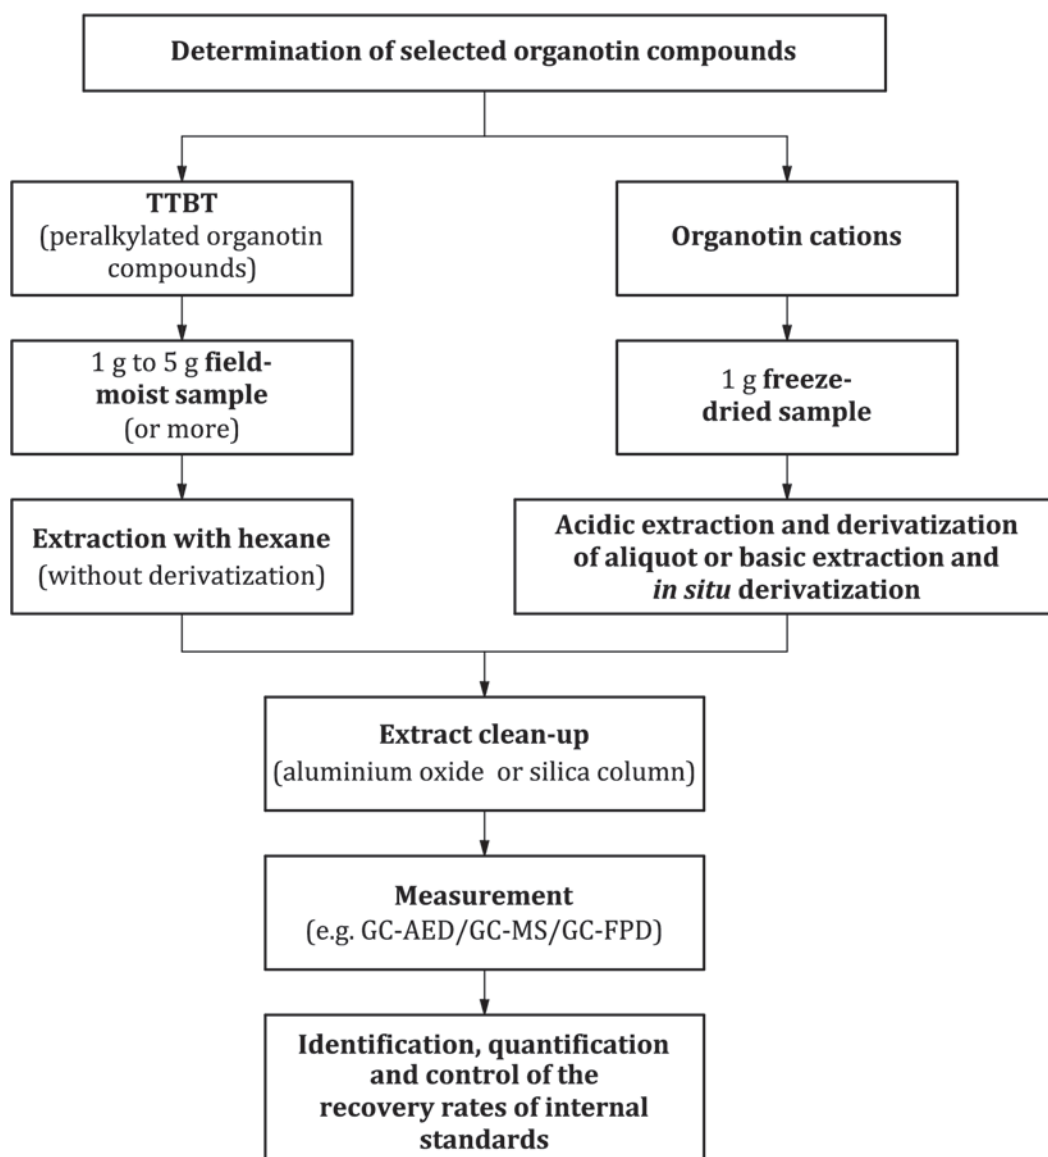 Determination of selected organotin compounds
TTBT
(peralkylated organotin
compounds)
Organotin cations
1 g to 5 g field-
moist sample
(or more)
1 g freeze-
dried sample
Extraction with hexane
(without derivatization)
Acidic extraction and derivatization
of aliquot or basic extraction and
in situ derivatization
Extract clean-up
(aluminium oxide or silica column)
Measurement
(e.g. GC-AED/GC-MS/GC-FPD)
Identification, quantification
and control of the
recovery rates of internal
standards